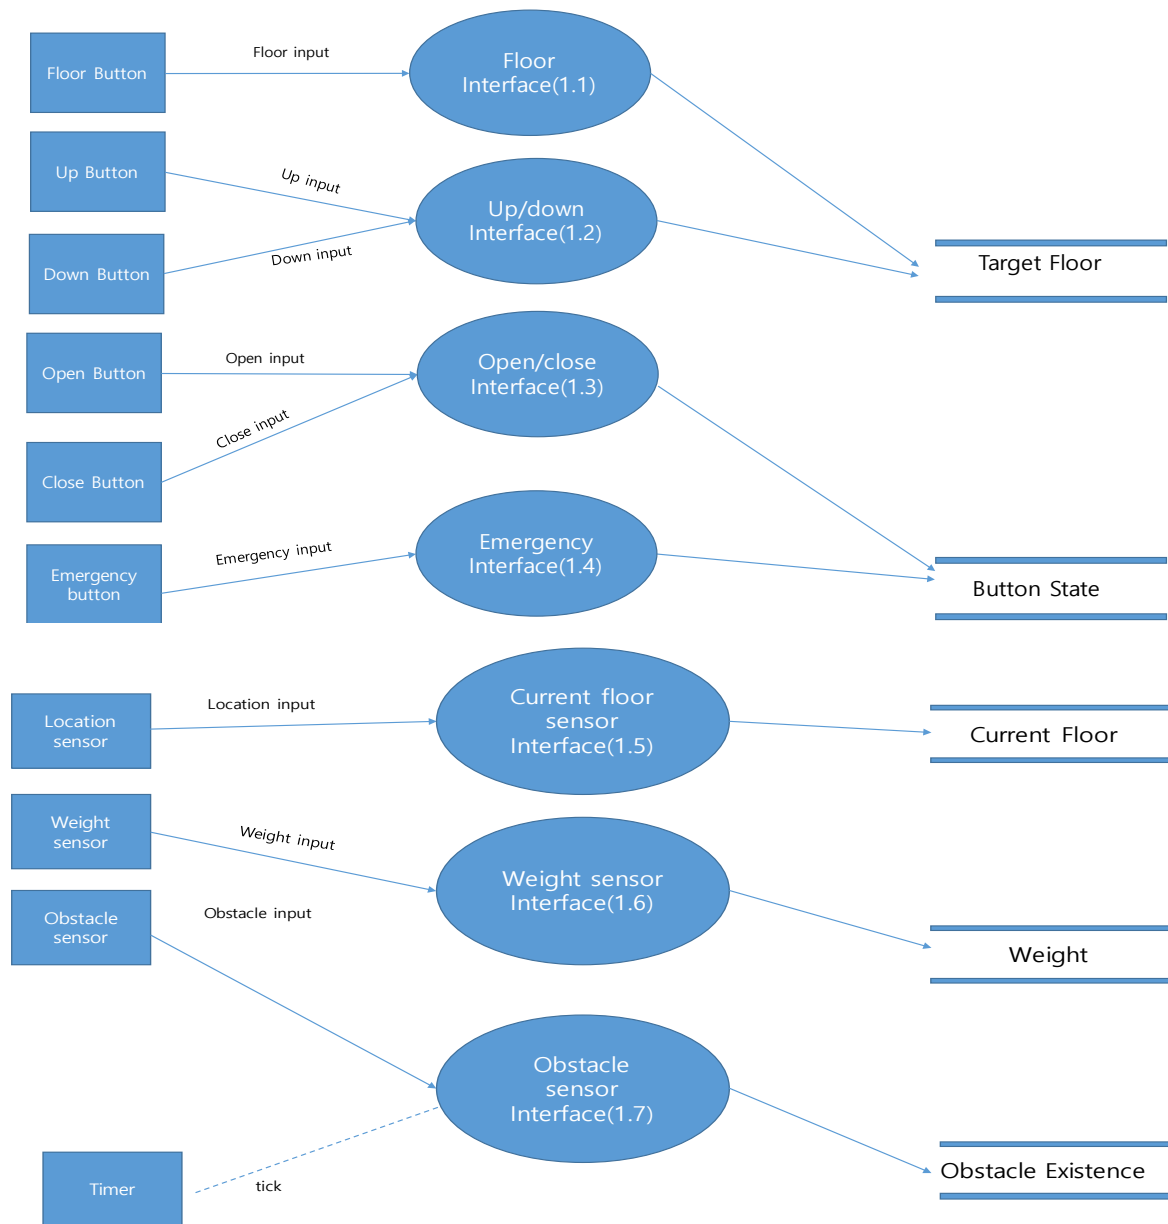 Floor Button
Floor input
Floor
Interface(1.1)
Up Button
Up input
Up/down
Interface(1.2)
Down Button
Down input
Target Floor
Open Button
Open input
Open/close
Interface(1.3)
Close input
Close Button
Emergency
button
Emergency input
Emergency
Interface(1.4)
Button State
Location
sensor
Location input
Current floor
sensor
Interface(1.5)
Current Floor
Weight
sensor
Weight input
Weight sensor
Interface(1.6)
Weight
Obstacle
sensor
Obstacle input
Obstacle
sensor
Interface(1.7)
Obstacle Existence
Timer
tick